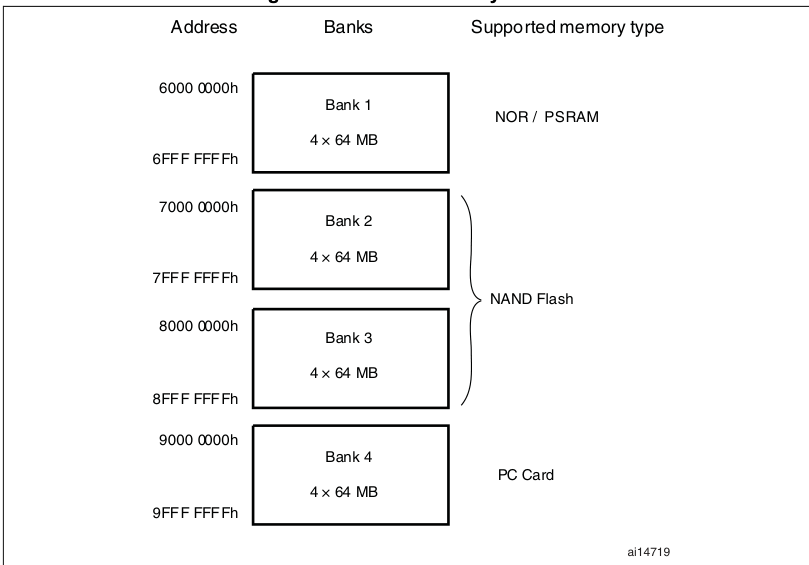 Address Banks Supported memory type
6000 0000h
Bank 1
NOR / PSRAM
4 × 64 MB
6FFF FFFFh
7000 0000h
Bank 2
4 × 64 MB
7FFF FFFFh
NAND Flash
8000 0000h
Bank 3
4 × 64 MB
8FFF FFFFh
9000 0000h
Bank 4
PC Card
4 × 64 MB
9FFF FFFFh
ai14719